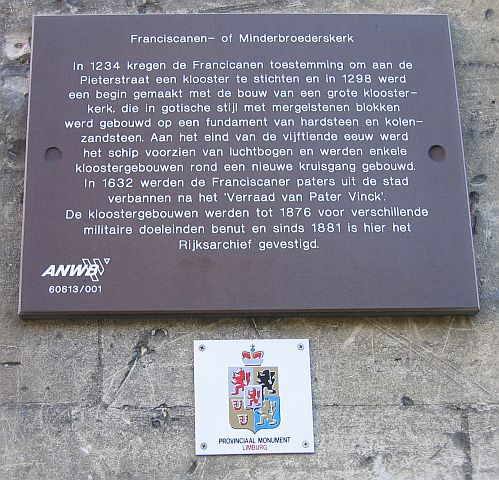 Franciscanen- of Minderbroederskerk
In 1234 kregen de Francicanen toestemming om aan de
Pieterstraat een klooster te stichten en in 1298 werd
een begin gemaakt met de bouw van een grote klooster-
kerk, die in gotische stijl met mergelstenen blokken
werd gebouwd op een fundament van hardsteen en kolen-
zandsteen. Aan het eind van de vijftiende eeuw werd
het schip voorzien van luchtbogen en werden enkele
kloostergebouwen rond een nieuwe kruisgang gebouwd.
In 1632 werden de Franciscaner paters uit de stad
verbannen na het 'Verraad van Pater Vinck'.
De kloostergebouwen werden tot 1876 voor verschillende
militaire doeleinden benut en sinds 1881 is hier het
Rijksarchief gevestigd.
ANWB
60613/001
PROVINCIAAL MONUMENT
LIMBURG